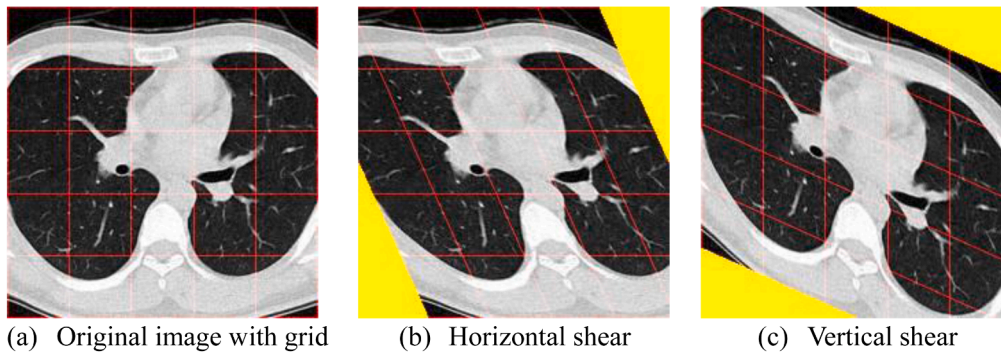 (a) Original image with grid
(b) Horizontal shear
(c) Vertical shear